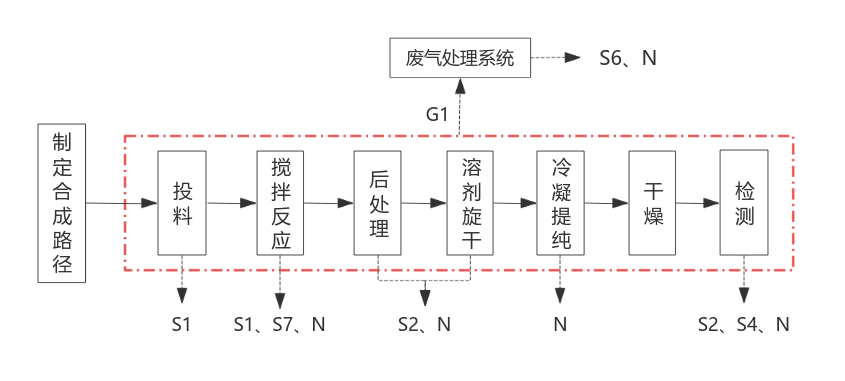 废气处理系统
S6、N
G1
制定合成路径
投料
搅拌反应
后处理
溶剂旋干
冷凝提纯
干燥
检测
S1
S1、S7、N
S2、N
N
S2、S4、N